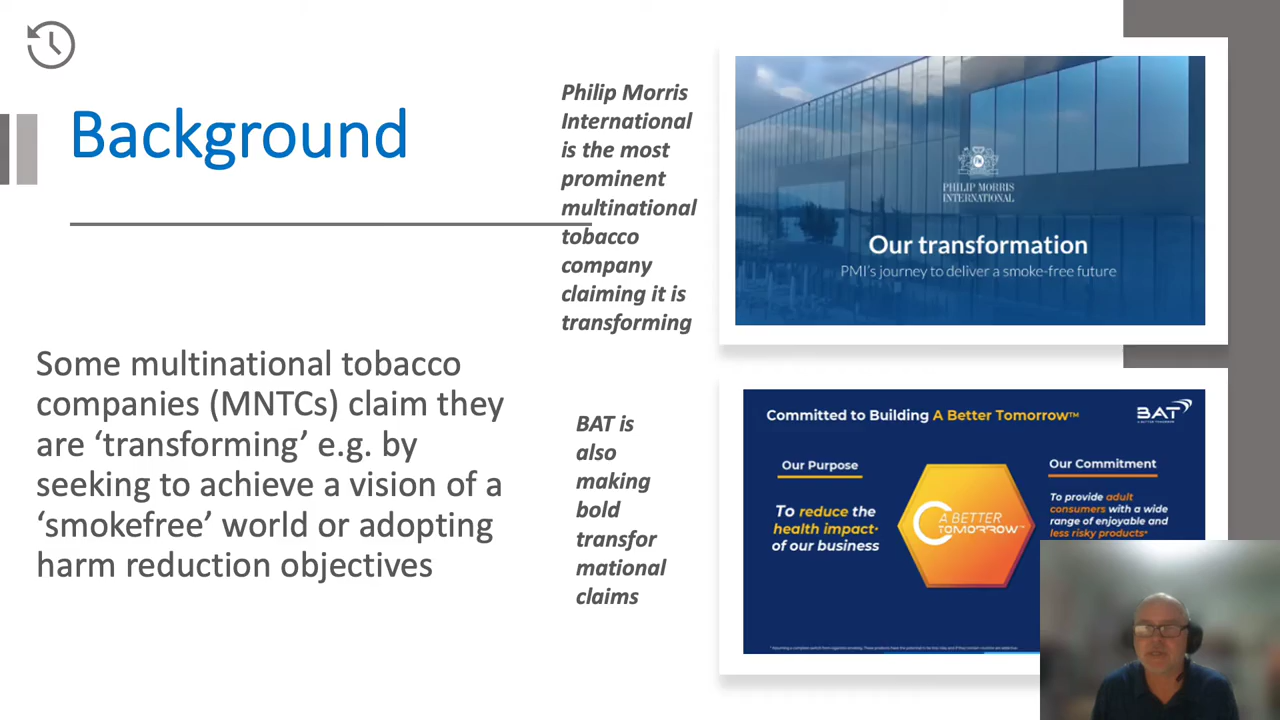 Background
Some multinational tobacco
companies (MNTCs) claim they
are ‘transforming’ e.g. by
seeking to achieve a vision of a
‘smokefree’ world or adopting
harm reduction objectives
Philip Morris
International
is the most
prominent
multinational
tobacco
company
claiming it is
transforming
PHILIP MORRIS
INTERNATIONAL
Our transformation
PMI's journey to deliver a smoke-free future
BAT is
also
making
bold
transfor
mational
claims
Committed to Building A Better Tomorrow™
BAT
A BETTER TOMORROW™
Our Purpose
To reduce the
health impact*
of our business
A BETTER
TOMORROW™
Our Commitment
To provide adult
consumers with a wide
range of enjoyable and
less risky products*